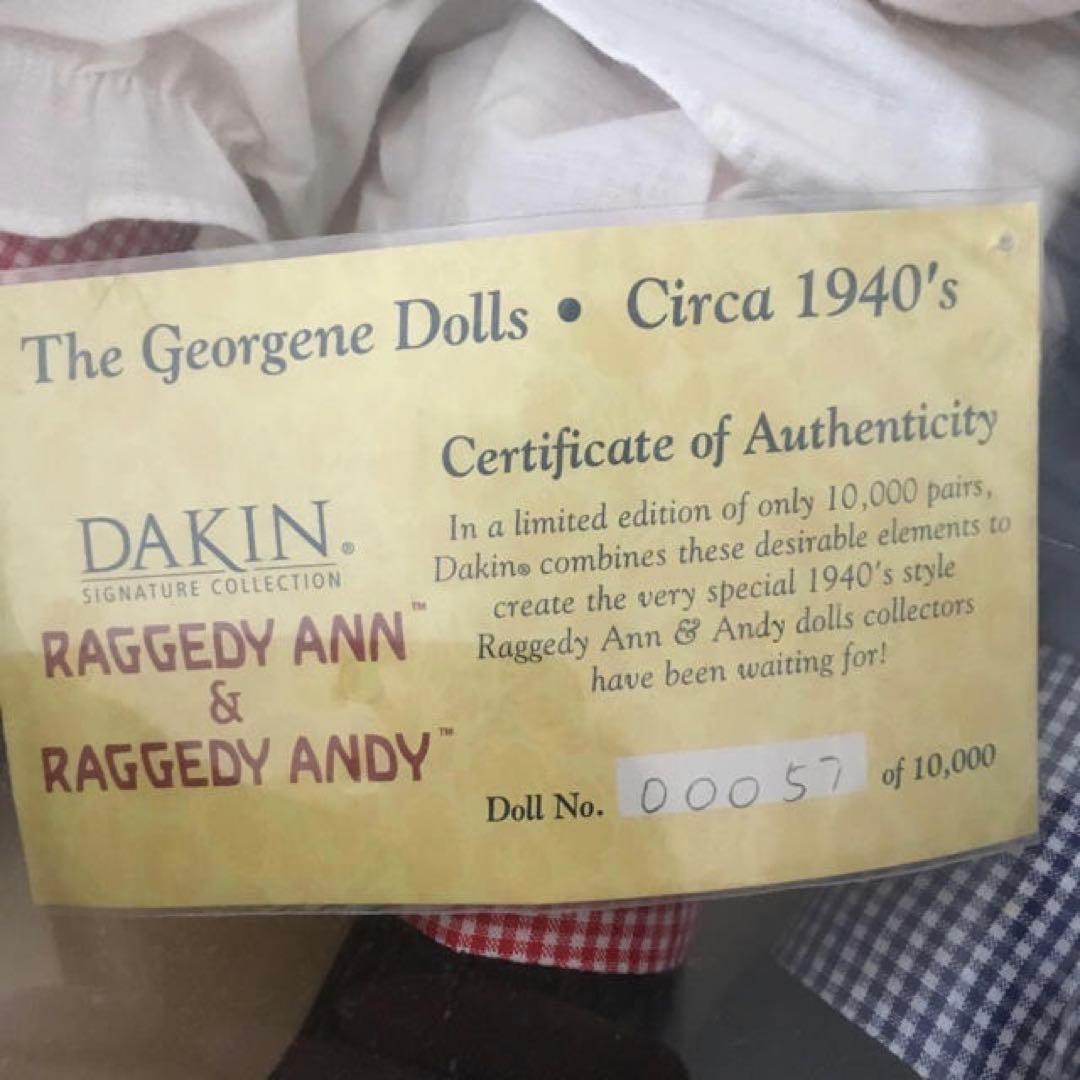 The Georgene Dolls • Circa 1940's
Certificate of Authenticity
In a limited edition of only 10,000 pairs,
Dakin® combines these desirable elements to
create the very special 1940's style
Raggedy Ann & Andy dolls collectors
have been waiting for!
DAKIN®
SIGNATURE COLLECTION
RAGGEDY ANN™
&
RAGGEDY ANDY™
Doll No. 00057 of 10,000